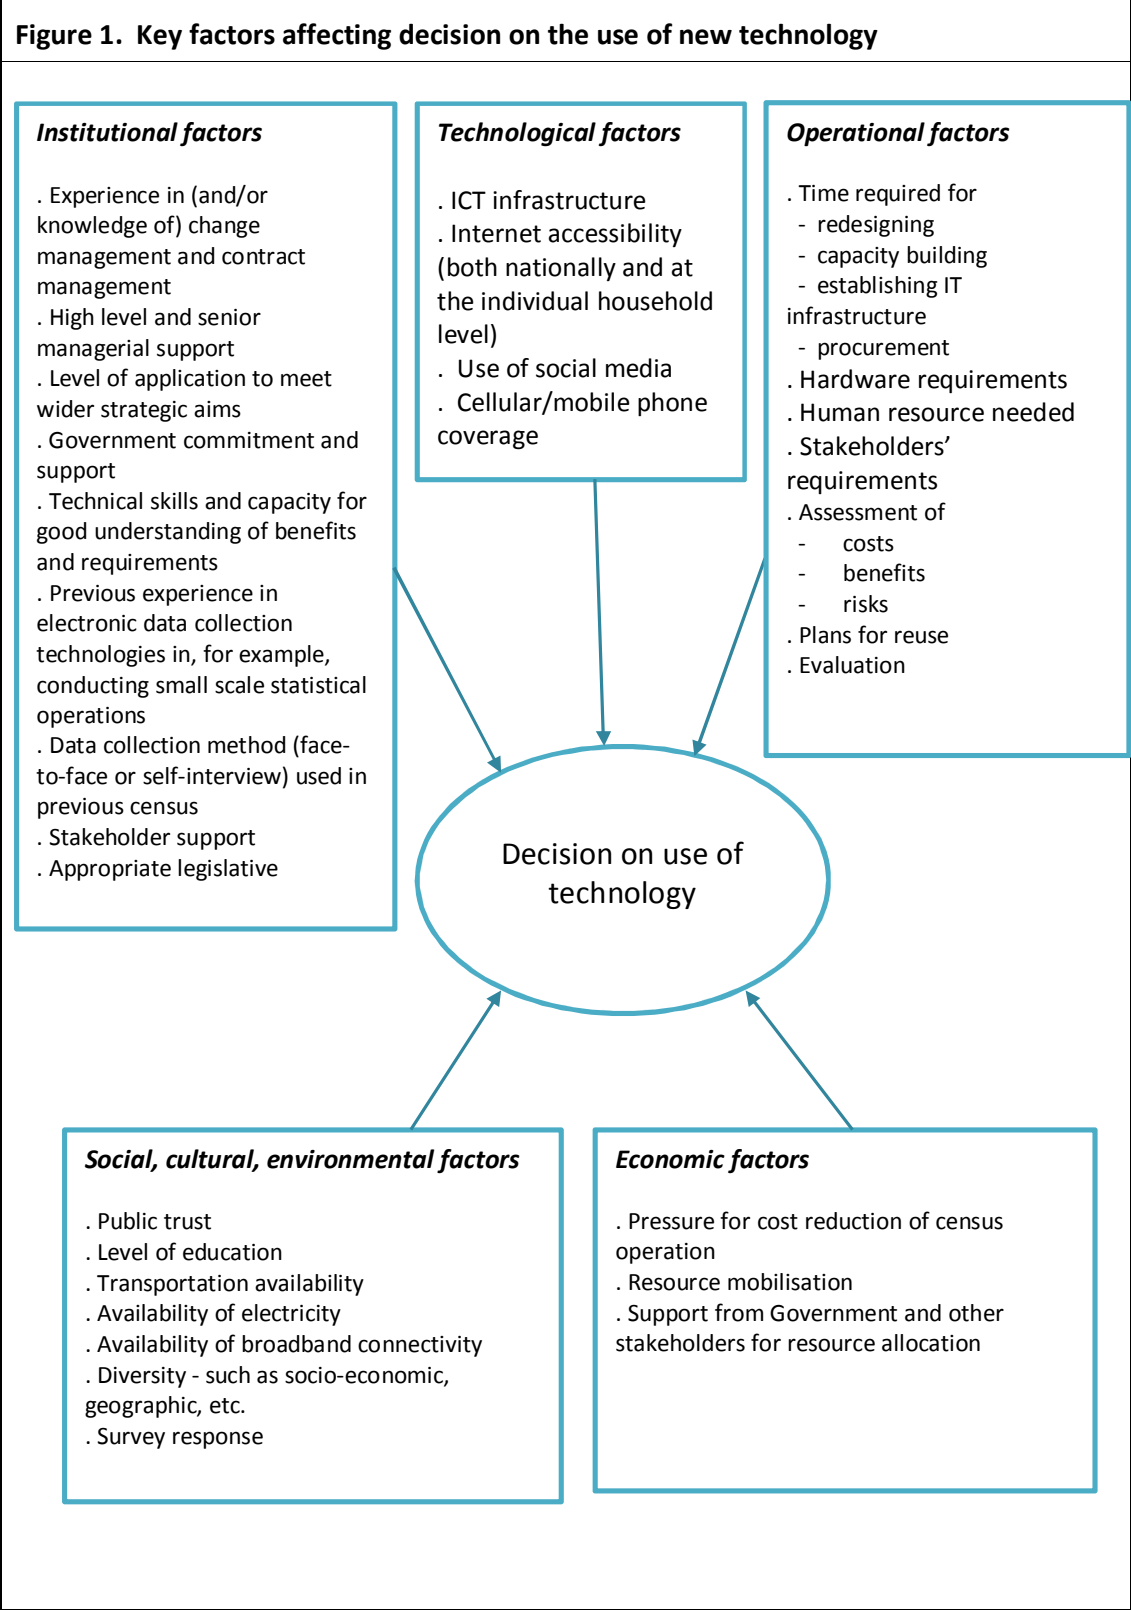 Figure 1.  Key factors affecting decision on the use of new technology
Institutional factors
. Experience in (and/or
knowledge of) change
management and contract
management
. High level and senior
managerial support
. Level of application to meet
wider strategic aims
. Government commitment and
support
. Technical skills and capacity for
good understanding of benefits
and requirements
. Previous experience in
electronic data collection
technologies in, for example,
conducting small scale statistical
operations
. Data collection method (face-
to-face or self-interview) used in
previous census
. Stakeholder support
. Appropriate legislative
Technological factors
. ICT infrastructure
. Internet accessibility
(both nationally and at
the individual household
level)
.  Use of social media
.  Cellular/mobile phone
coverage
Operational factors
. Time required for
- redesigning
- capacity building
- establishing IT
infrastructure
- procurement
. Hardware requirements
. Human resource needed
. Stakeholders’
requirements
. Assessment of
- costs
- benefits
- risks
. Plans for reuse
. Evaluation
Decision on use of
technology
Social, cultural, environmental factors
. Public trust
. Level of education
. Transportation availability
. Availability of electricity
. Availability of broadband connectivity
. Diversity - such as socio-economic,
geographic, etc.
. Survey response
Economic factors
. Pressure for cost reduction of census
operation
. Resource mobilisation
. Support from Government and other
stakeholders for resource allocation